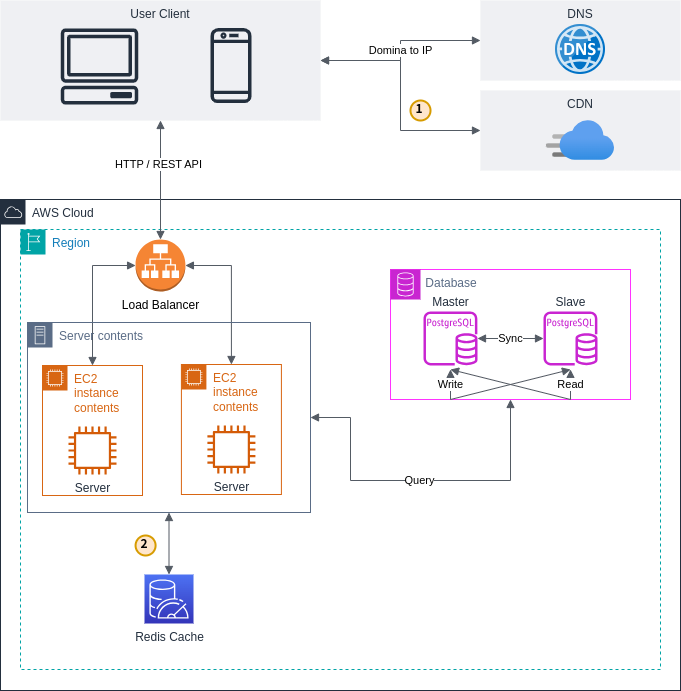 User Client
DNS
DNS
Domina to IP
CDN
1
HTTP / REST API
AWS Cloud
Region
Load Balancer
Database
Master
Slave
PostgreSQL
PostgreSQL
Sync
Write
Read
Server contents
EC2
instance
contents
Server
EC2
instance
contents
Server
Query
2
Redis Cache